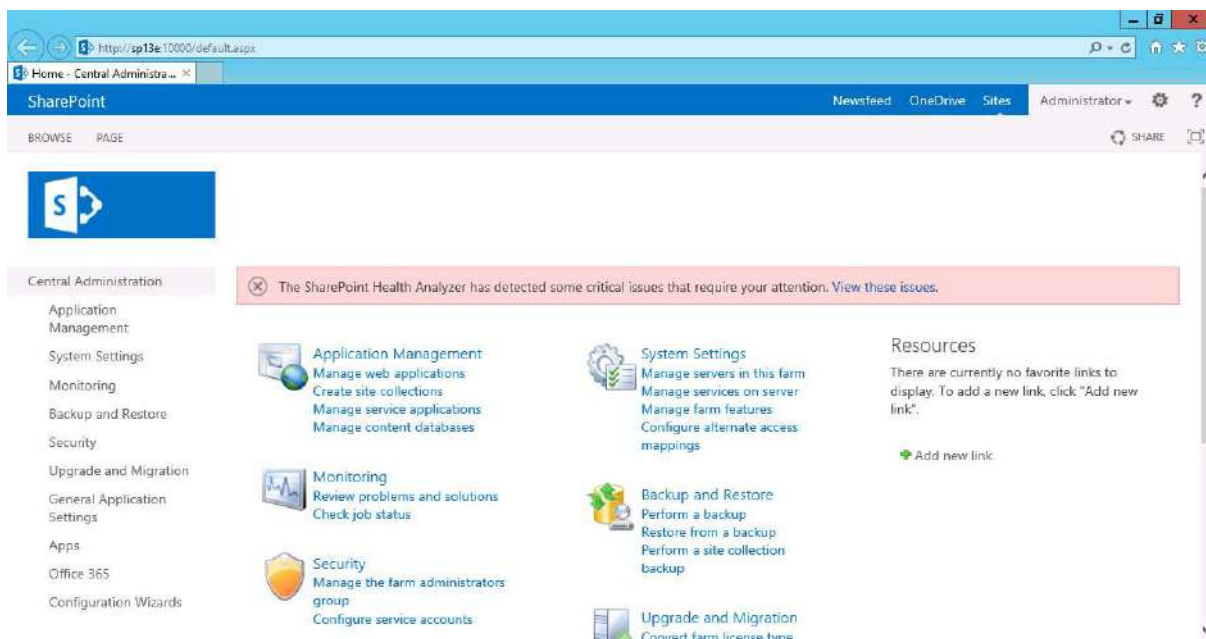 http://sp13e:10000/default.aspx
Home - Central Administra...
SharePoint
Newsfeed OneDrive Sites Administrator ?
BROWSE PAGE
SHARE
S
Central Administration
Application
Management
System Settings
Monitoring
Backup and Restore
Security
Upgrade and Migration
General Application
Settings
Apps
Office 365
Configuration Wizards
The SharePoint Health Analyzer has detected some critical issues that require your attention. View these issues.
Application Management
Manage web applications
Create site collections
Manage service applications
Manage content databases
Monitoring
Review problems and solutions
Check job status
Security
Manage the farm administrators
group
Configure service accounts
System Settings
Manage servers in this farm
Manage services on server
Manage farm features
Configure alternate access
mappings
Backup and Restore
Perform a backup
Restore from a backup
Perform a site collection
backup
Upgrade and Migration
Convert farm license type
Resources
There are currently no favorite links to
display. To add a new link, click "Add new
link".
Add new link